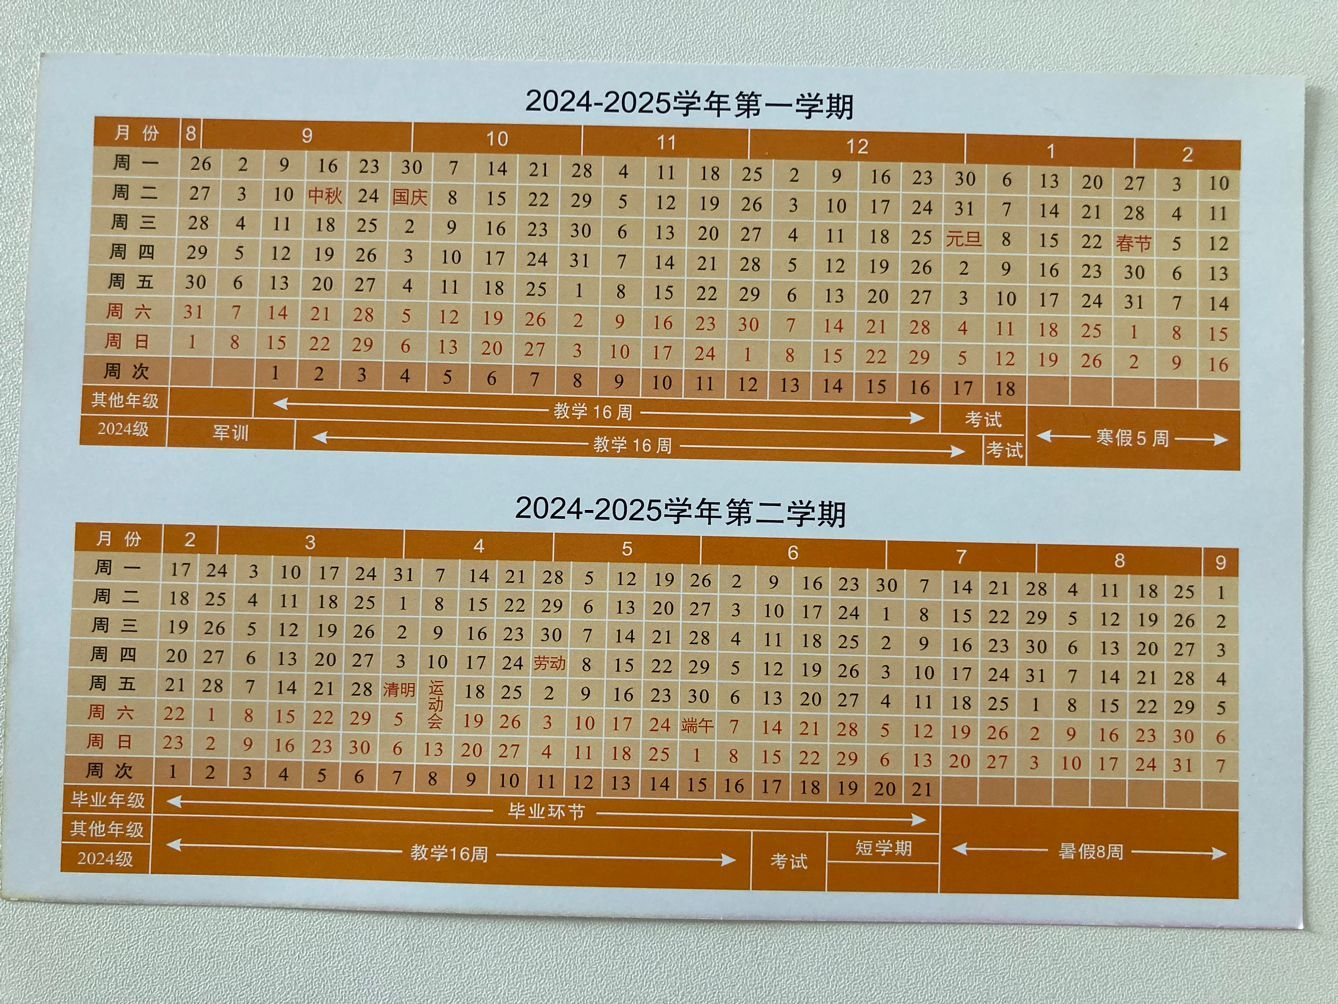 2024-2025学年第一学期
月 份 8 9 10 11 12 1 2
周 一 26 2 9 16 23 30 7 14 21 28 4 11 18 25 2 9 16 23 30 6 13 20 27 3 10
周 二 27 3 10 中秋 24 国庆 8 15 22 29 5 12 19 26 3 10 17 24 31 7 14 21 28 4 11
周 三 28 4 11 18 25 2 9 16 23 30 6 13 20 27 4 11 18 25 元旦 8 15 22 春节 5 12
周 四 29 5 12 19 26 3 10 17 24 31 7 14 21 28 5 12 19 26 2 9 16 23 30 6 13
周 五 30 6 13 20 27 4 11 18 25 1 8 15 22 29 6 13 20 27 3 10 17 24 31 7 14
周 六 31 7 14 21 28 5 12 19 26 2 9 16 23 30 7 14 21 28 4 11 18 25 1 8 15
周 日 1 8 15 22 29 6 13 20 27 3 10 17 24 1 8 15 22 29 5 12 19 26 2 9 16
周 次 1 2 3 4 5 6 7 8 9 10 11 12 13 14 15 16 17 18
其他年级 教学 16 周 考试
2024级 军训 教学 16 周 考试 寒假 5 周
2024-2025学年第二学期
月 份 2 3 4 5 6 7 8 9
周 一 17 24 3 10 17 24 31 7 14 21 28 5 12 19 26 2 9 16 23 30 7 14 21 28 4 11 18 25 1
周 二 18 25 4 11 18 25 1 8 15 22 29 6 13 20 27 3 10 17 24 1 8 15 22 29 5 12 19 26 2
周 三 19 26 5 12 19 26 2 9 16 23 30 7 14 21 28 4 11 18 25 2 9 16 23 30 6 13 20 27 3
周 四 20 27 6 13 20 27 3 10 17 24 劳动 8 15 22 29 5 12 19 26 3 10 17 24 31 7 14 21 28 4
周 五 21 28 7 14 21 28 清明 运动会 18 25 2 9 16 23 30 6 13 20 27 4 11 18 25 1 8 15 22 29 5
周 六 22 1 8 15 22 29 5 19 26 3 10 17 24 端午 7 14 21 28 5 12 19 26 2 9 16 23 30 6
周 日 23 2 9 16 23 30 6 13 20 27 4 11 18 25 1 8 15 22 29 6 13 20 27 3 10 17 24 31 7
周 次 1 2 3 4 5 6 7 8 9 10 11 12 13 14 15 16 17 18 19 20 21
毕业年级 毕业环节
其他年级 教学16周 考试 短学期 暑假8周
2024级